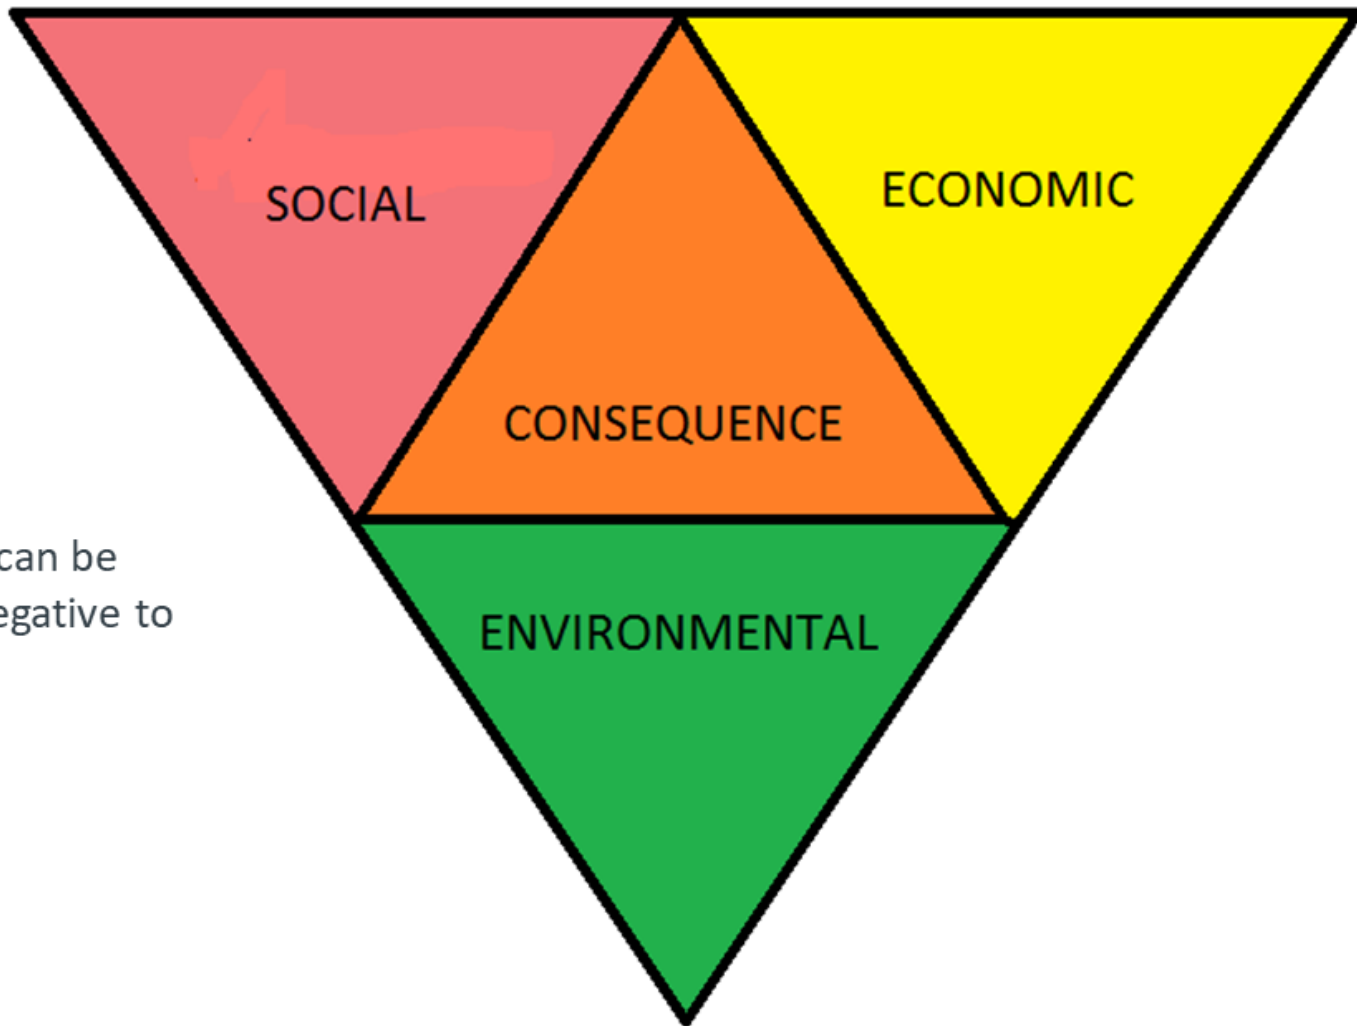 SOCIAL
ECONOMIC
CONSEQUENCE
can be
egative to
ENVIRONMENTAL